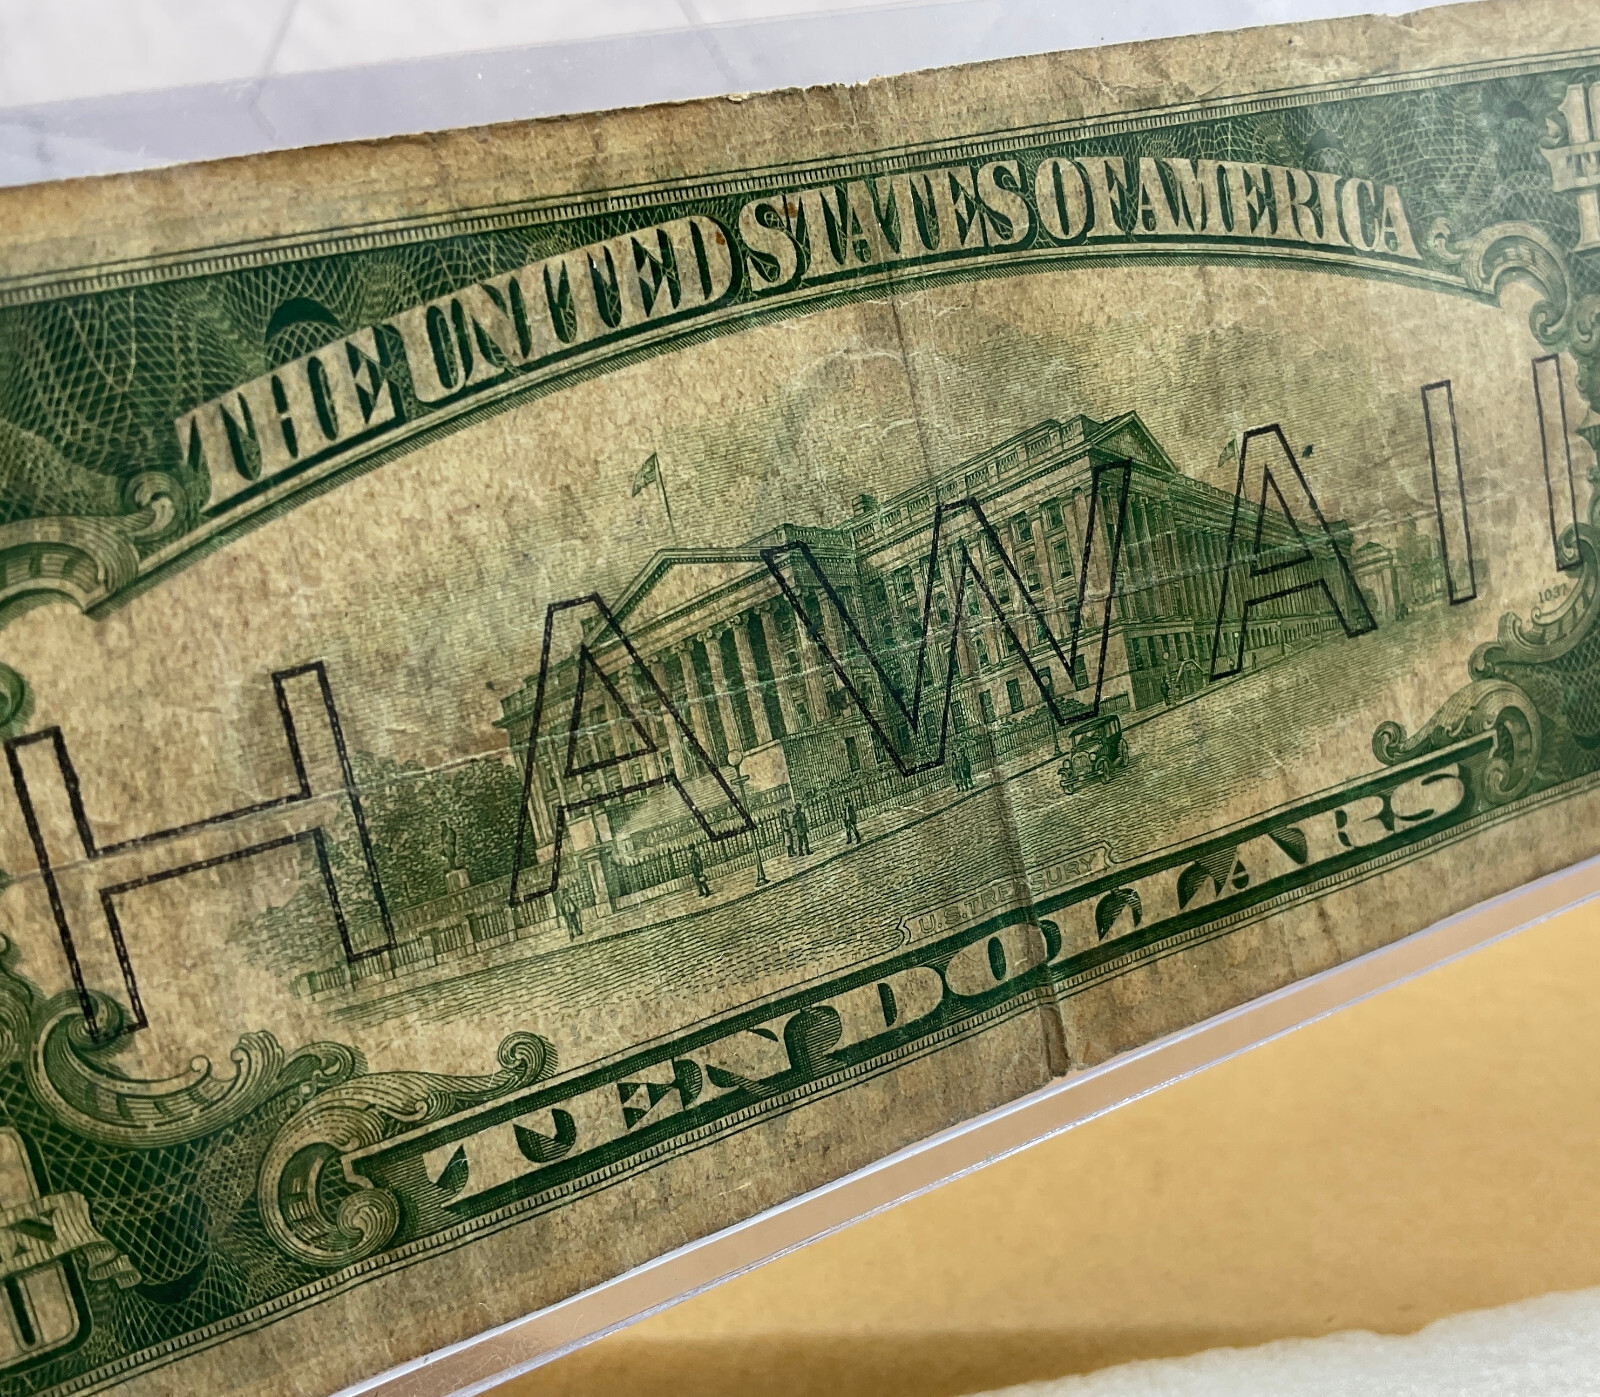 THE UNITED STATES OF AMERICA
HAWAII
U.S. TREASURY
TEN DOLLARS